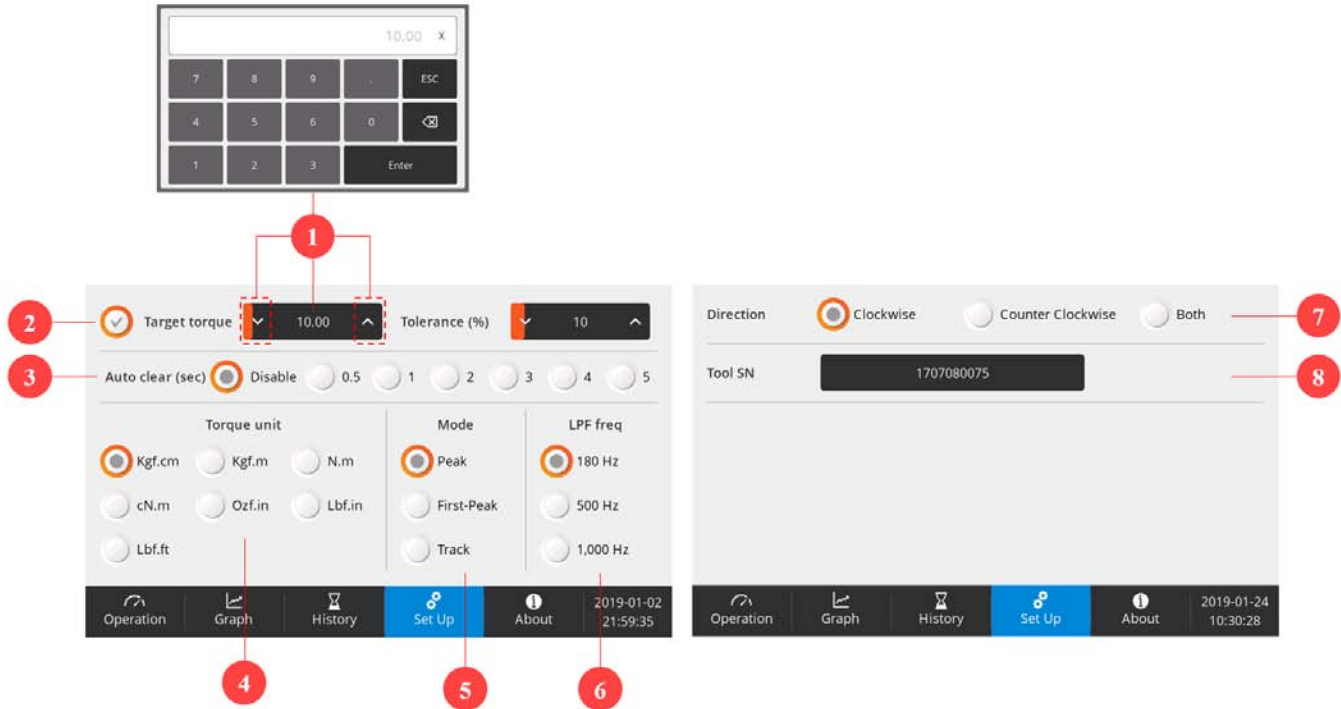 10.00 X
7 8 9 . ESC
4 5 6 0
1 2 3 Enter
1
2 Target torque 10.00 Tolerance (%) 10
3 Auto clear (sec) Disable 0.5 1 2 3 4 5
Torque unit Mode LPF freq
Kgf.cm Kgf.m N.m Peak 180 Hz
cN.m Ozf.in Lbf.in First-Peak 500 Hz
Lbf.ft Track 1,000 Hz
Operation Graph History Set Up About 2019-01-02
21:59:35
4 5 6
Direction Clockwise Counter Clockwise Both 7
Tool SN 1707080075 8
Operation Graph History Set Up About 2019-01-24
10:30:28